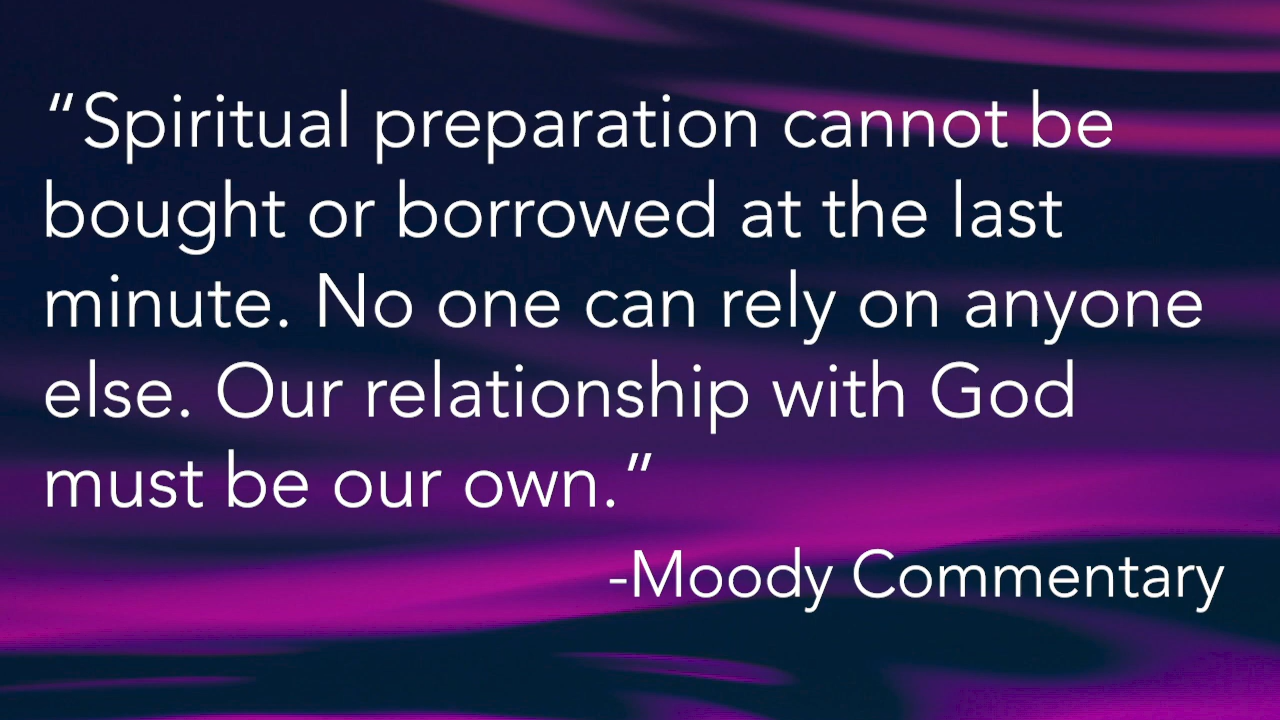 “Spiritual preparation cannot be
bought or borrowed at the last
minute. No one can rely on anyone
else. Our relationship with God
must be our own.”
-Moody Commentary